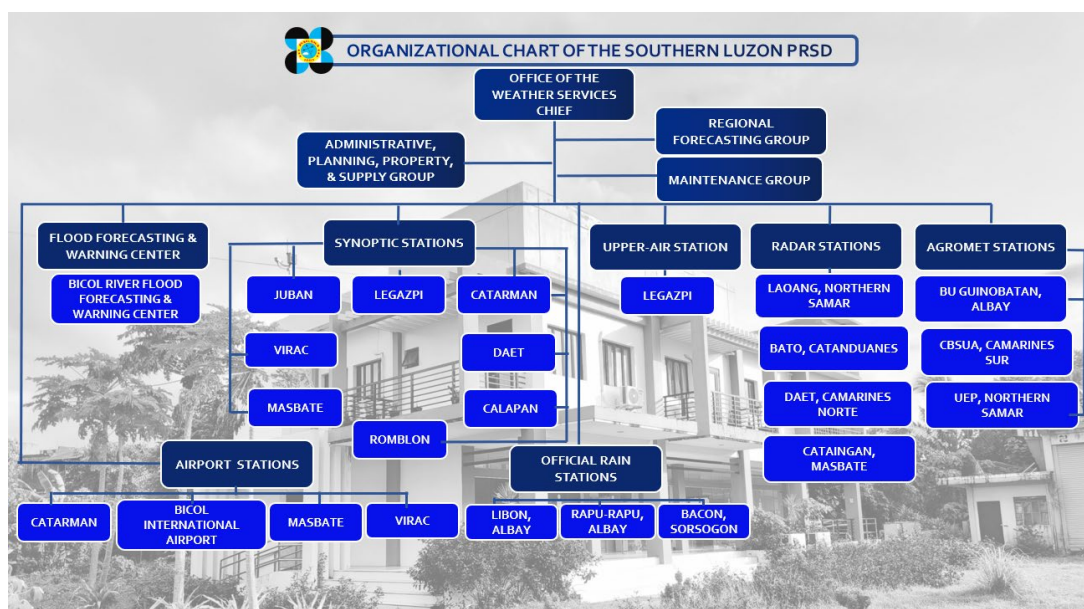 ORGANIZATIONAL CHART OF THE SOUTHERN LUZON PRSD
OFFICE OF THE
WEATHER SERVICES
CHIEF
REGIONAL
FORECASTING GROUP
ADMINISTRATIVE,
PLANNING, PROPERTY,
& SUPPLY GROUP
MAINTENANCE GROUP
FLOOD FORECASTING &
WARNING CENTER
SYNOPTIC STATIONS
UPPER-AIR STATION
RADAR STATIONS
AGROMET STATIONS
BICOL RIVER FLOOD
FORECASTING &
WARNING CENTER
JUBAN
LEGAZPI
CATARMAN
LEGAZPI
LAOANG, NORTHERN
SAMAR
BU GUINOBATAN,
ALBAY
VIRAC
DAET
BATO, CATANDUANES
CBSUA, CAMARINES
SUR
MASBATE
CALAPAN
DAET, CAMARINES
NORTE
UEP, NORTHERN
SAMAR
ROMBLON
CATAINGAN,
MASBATE
AIRPORT STATIONS
OFFICIAL RAIN
STATIONS
CATARMAN
BICOL
INTERNATIONAL
AIRPORT
MASBATE
VIRAC
LIBON,
ALBAY
RAPU-RAPU,
ALBAY
BACON,
SORSOGON